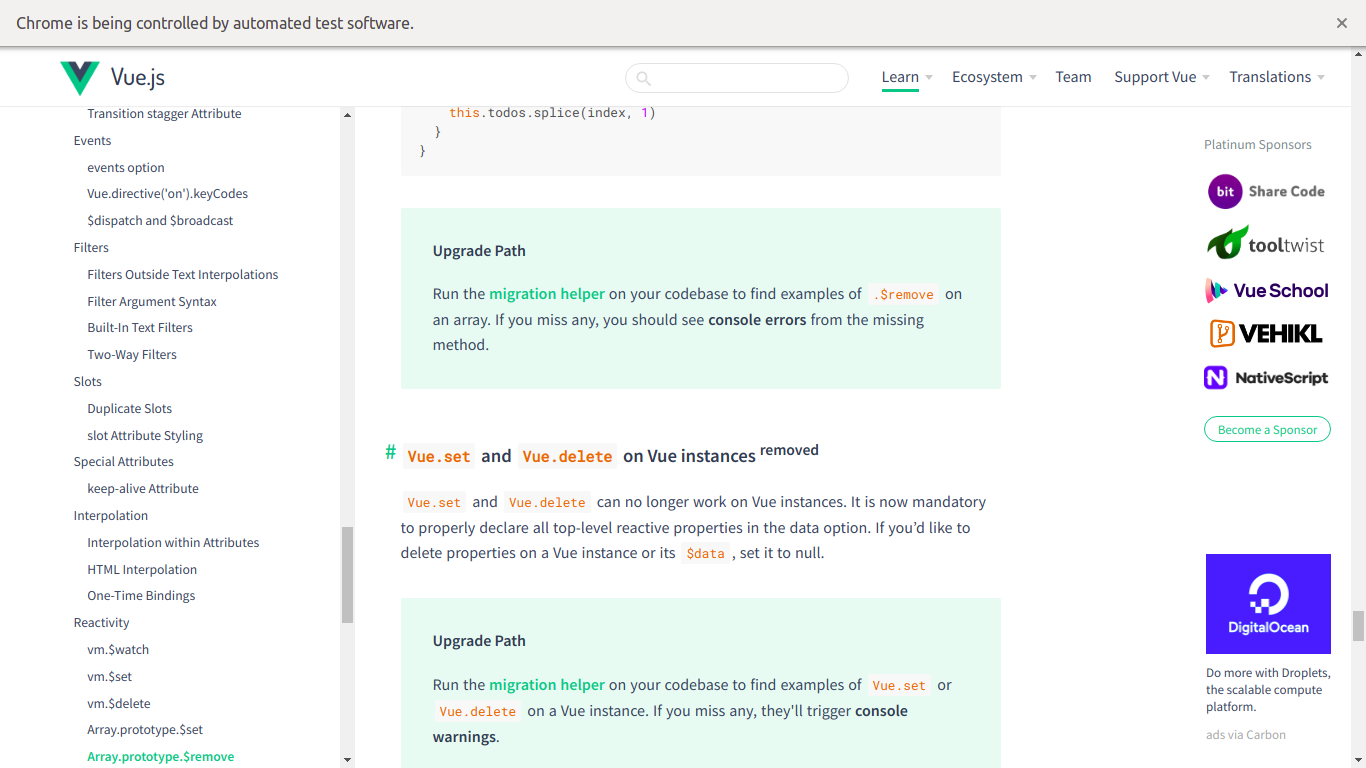 Chrome is being controlled by automated test software.
Vue.js
Learn
Ecosystem
Team
Support Vue
Translations
Transition stagger Attribute
Events
events option
Vue.directive('on').keyCodes
$dispatch and $broadcast
Filters
Filters Outside Text Interpolations
Filter Argument Syntax
Built-In Text Filters
Two-Way Filters
Slots
Duplicate Slots
slot Attribute Styling
Special Attributes
keep-alive Attribute
Interpolation
Interpolation within Attributes
HTML Interpolation
One-Time Bindings
Reactivity
vm.$watch
vm.$set
vm.$delete
Array.prototype.$set
Array.prototype.$remove
this.todos.splice(index, 1)
}
}
Upgrade Path
Run the migration helper on your codebase to find examples of .$remove on
an array. If you miss any, you should see console errors from the missing
method.
# Vue.set and Vue.delete on Vue instances removed
Vue.set and Vue.delete can no longer work on Vue instances. It is now mandatory
to properly declare all top-level reactive properties in the data option. If you’d like to
delete properties on a Vue instance or its $data , set it to null.
Upgrade Path
Run the migration helper on your codebase to find examples of Vue.set or
Vue.delete on a Vue instance. If you miss any, they'll trigger console
warnings.
Platinum Sponsors
bit Share Code
tooltwist
Vue School
VEHIKL
N NativeScript
Become a Sponsor
DigitalOcean
Do more with Droplets,
the scalable compute
platform.
ads via Carbon